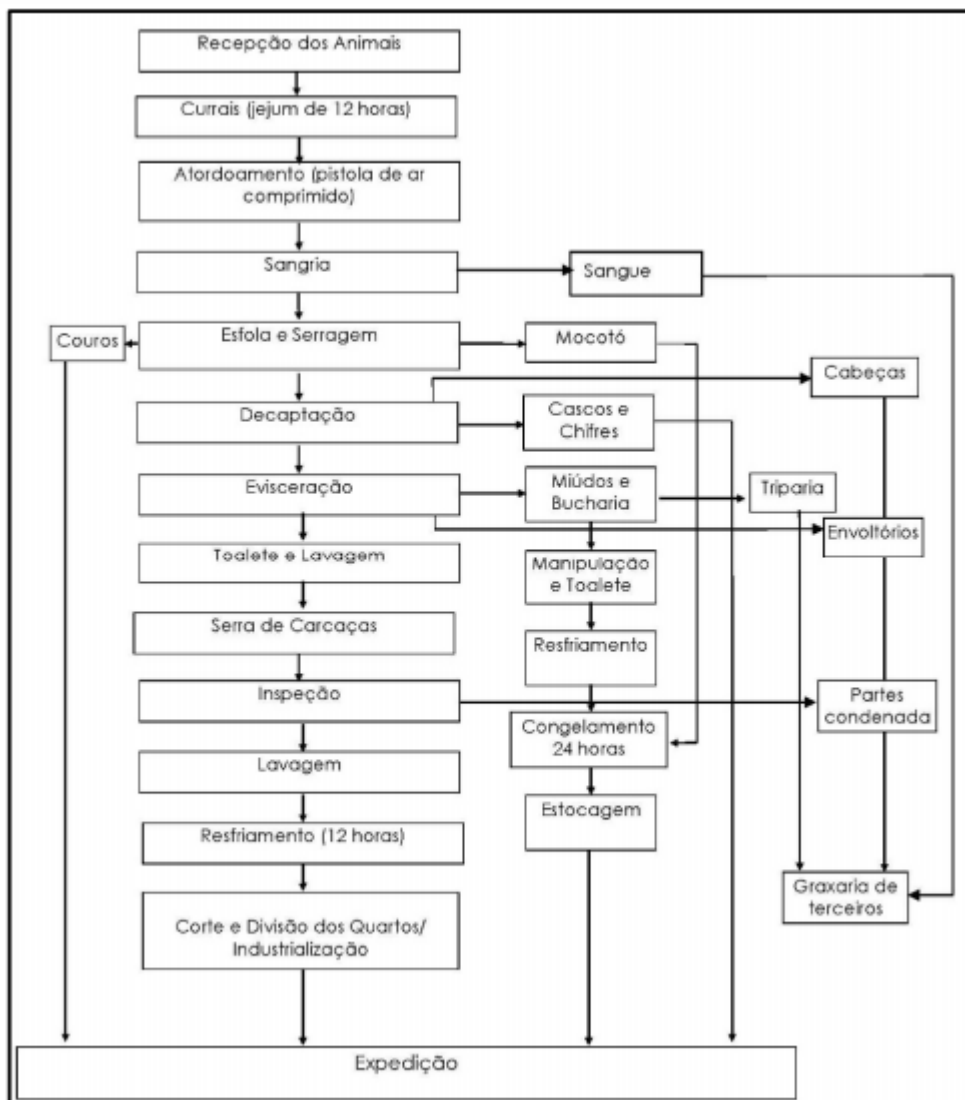 Recepção dos Animais
Currais (jejum de 12 horas)
Atordoamento (pistola de ar
comprimido)
Sangria
Sangue
Couros
Esfola e Serragem
Mocotó
Cabeças
Decaptação
Cascos e
Chifres
Evisceração
Miúdos e
Bucharia
Triparia
Envoltórios
Toalete e Lavagem
Manipulação
e Toalete
Serra de Carcaças
Resfriamento
Inspeção
Partes
condenada
Congelamento
24 horas
Lavagem
Estocagem
Resfriamento (12 horas)
Graxaria de
terceiros
Corte e Divisão dos Quartos/
Industrialização
Expedição